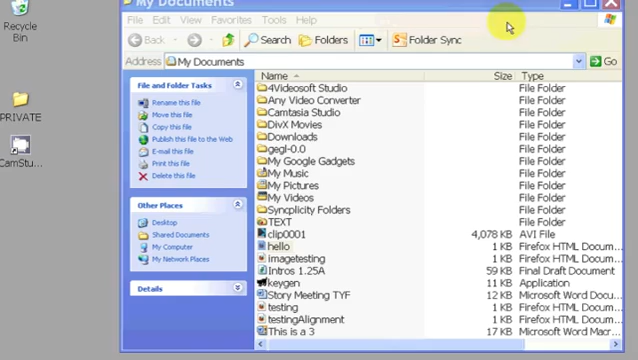 My Documents
File Edit View Favorites Tools Help
Back Search Folders Folder Sync
Address My Documents Go
Recycle Bin
PRIVATE
CamStu...
File and Folder Tasks
Rename this file
Move this file
Copy this file
Publish this file to the Web
E-mail this file
Print this file
Delete this file
Other Places
Desktop
Shared Documents
My Computer
My Network Places
Details
Name Size Type
4Videosoft Studio File Folder
Any Video Converter File Folder
Camtasia Studio File Folder
DivX Movies File Folder
Downloads File Folder
gegl-0.0 File Folder
My Google Gadgets File Folder
My Music File Folder
My Pictures File Folder
My Videos File Folder
Syncplicity Folders File Folder
TEXT File Folder
clip0001 4,078 KB AVI File
hello 1 KB Firefox HTML Docum...
imagetesting 1 KB Firefox HTML Docum...
Intros 1.25A 59 KB Final Draft Document
keygen 11 KB Application
Story Meeting TYF 12 KB Microsoft Word Docu...
testing 1 KB Firefox HTML Docum...
testingAlignment 1 KB Firefox HTML Docum...
This is a 3 17 KB Microsoft Word Macr...